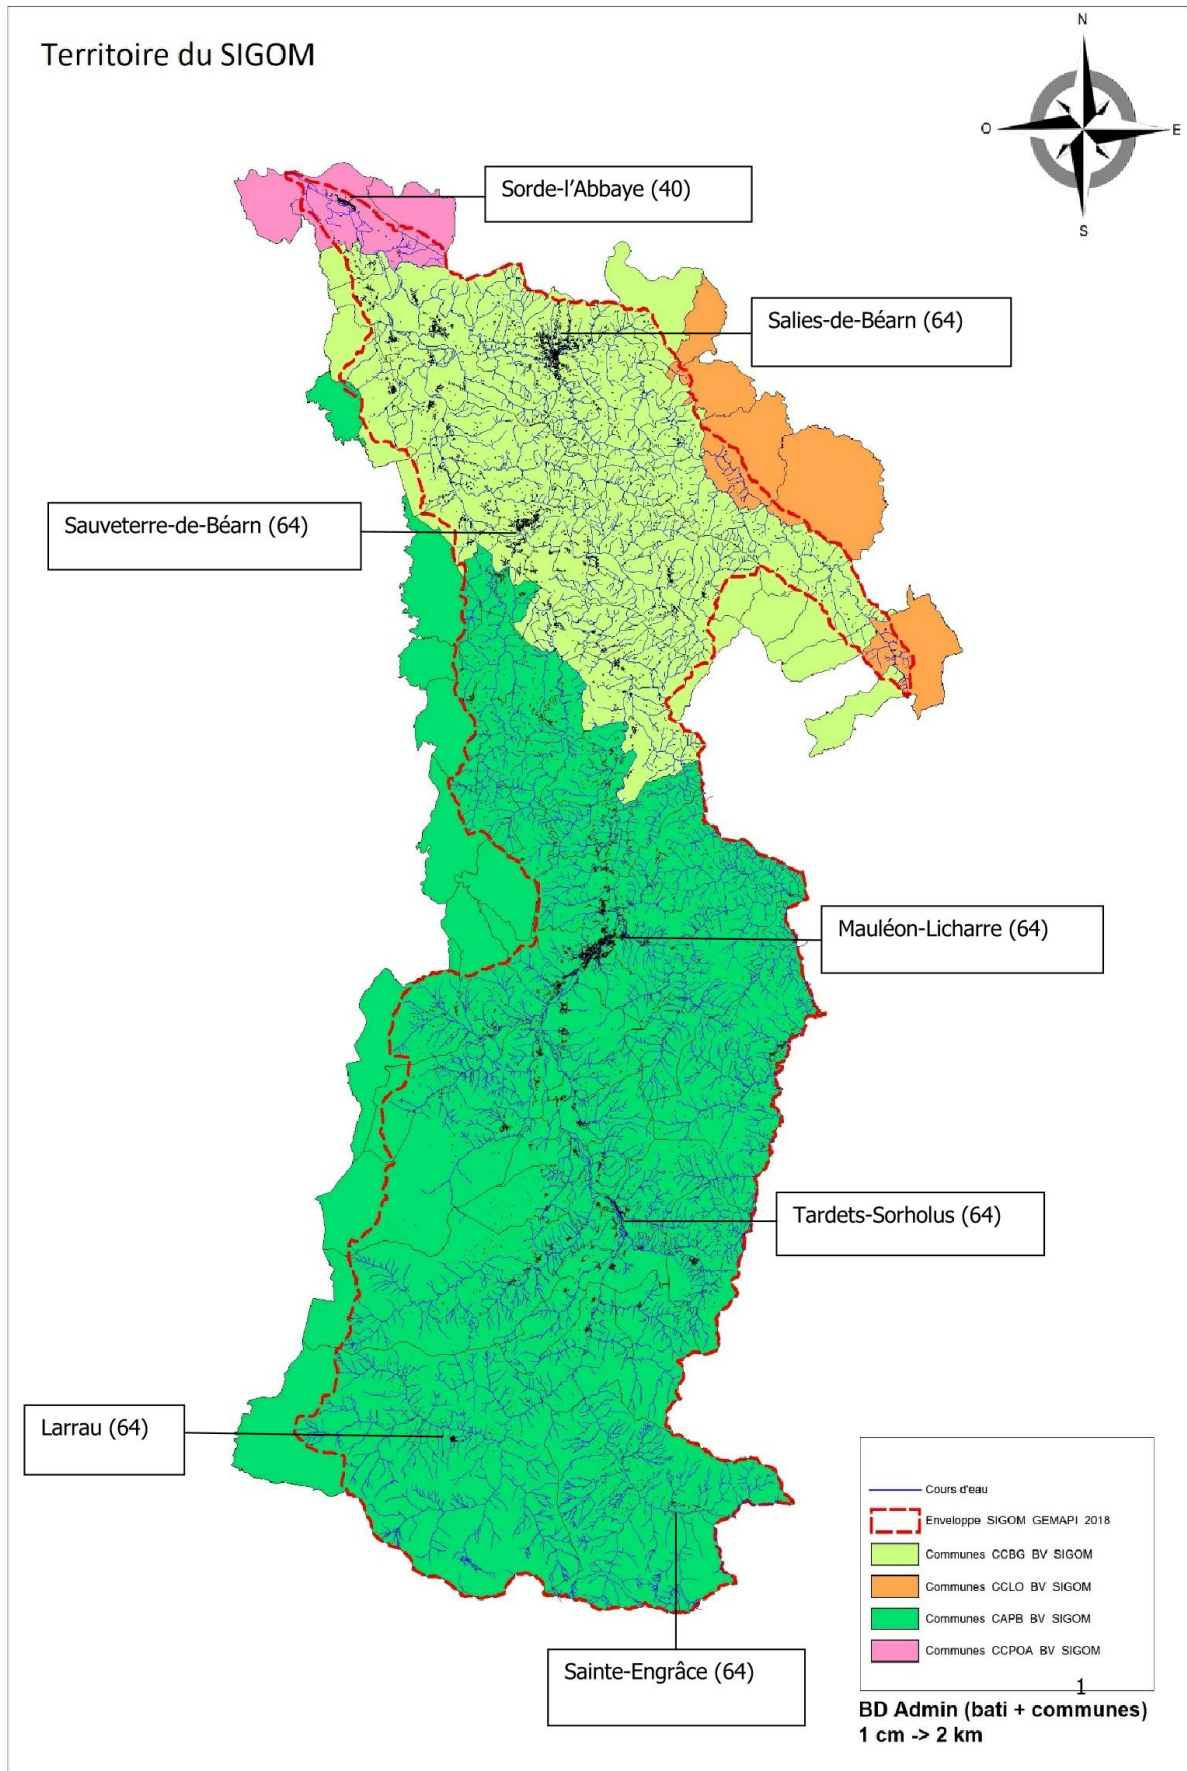 Territoire du SIGOM
N
O
E
S
Sorde-l'Abbaye (40)
Salies-de-Béarn (64)
Sauveterre-de-Béarn (64)
Mauléon-Licharre (64)
Tardets-Sorholus (64)
Larrau (64)
Sainte-Engrâce (64)
Cours d'eau
Enveloppe SIGOM GEMAPI 2018
Communes CCBG BV SIGOM
Communes CCLO BV SIGOM
Communes CAPB BV SIGOM
Communes CCPOA BV SIGOM
1
BD Admin (bati + communes)
1 cm -> 2 km